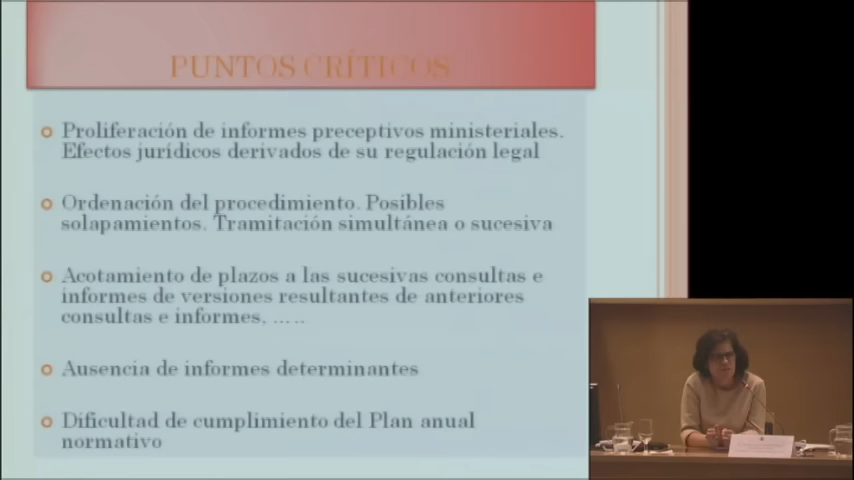 PUNTOS CRÍTICOS
Proliferación de informes preceptivos ministeriales.
Efectos jurídicos derivados de su regulación legal
Ordenación del procedimiento. Posibles
solapamientos. Tramitación simultánea o sucesiva
Acotamiento de plazos a las sucesivas consultas e
informes de versiones resultantes de anteriores
consultas e informes. …..
Ausencia de informes determinantes
Dificultad de cumplimiento del Plan anual
normativo